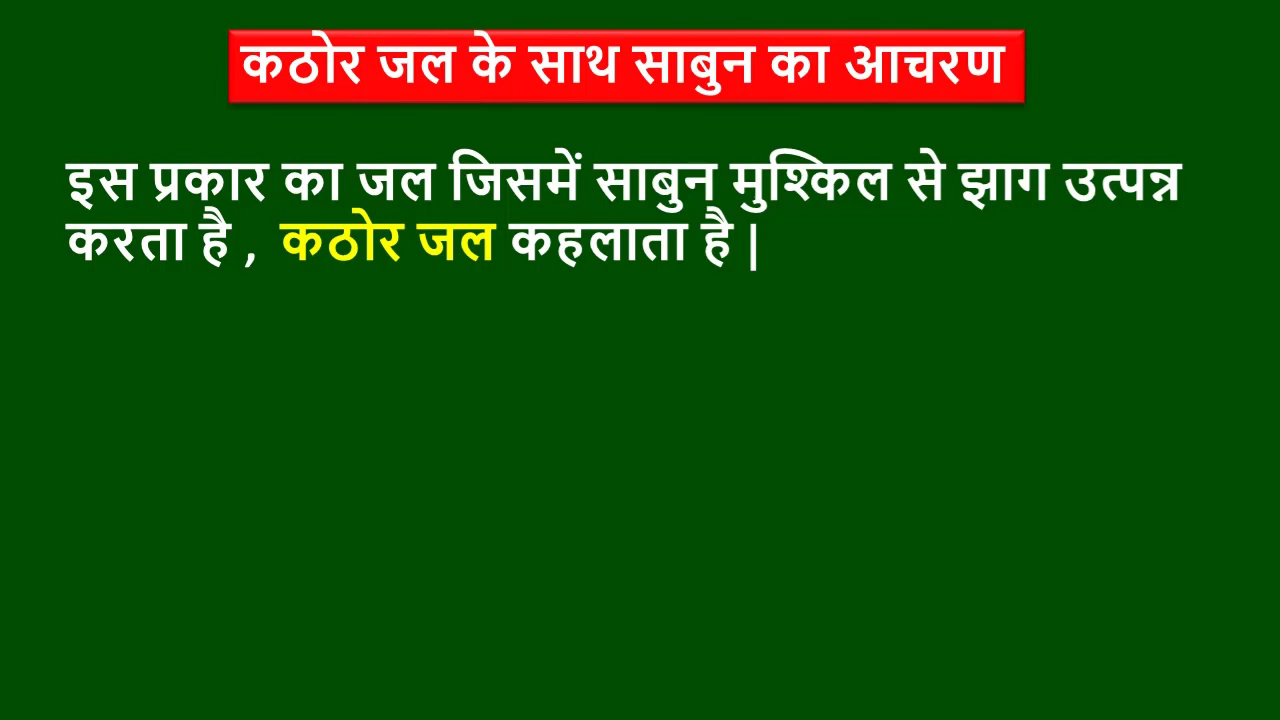 कठोर जल के साथ साबुन का आचरण
इस प्रकार का जल जिसमें साबुन मुश्किल से झाग उत्पन्न
करता है , कठोर जल कहलाता है |